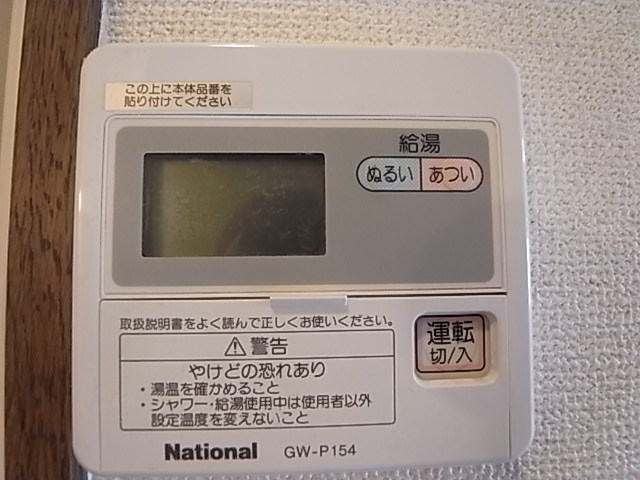 この上に本体品番を
貼り付けてください
給湯
ぬるい あつい
取扱説明書をよく読んで正しくお使いください。
⚠ 警告
やけどの恐れあり
・湯温を確かめること
・シャワー・給湯使用中は使用者以外
設定温度を変えないこと
運転
切/入
National GW-P154